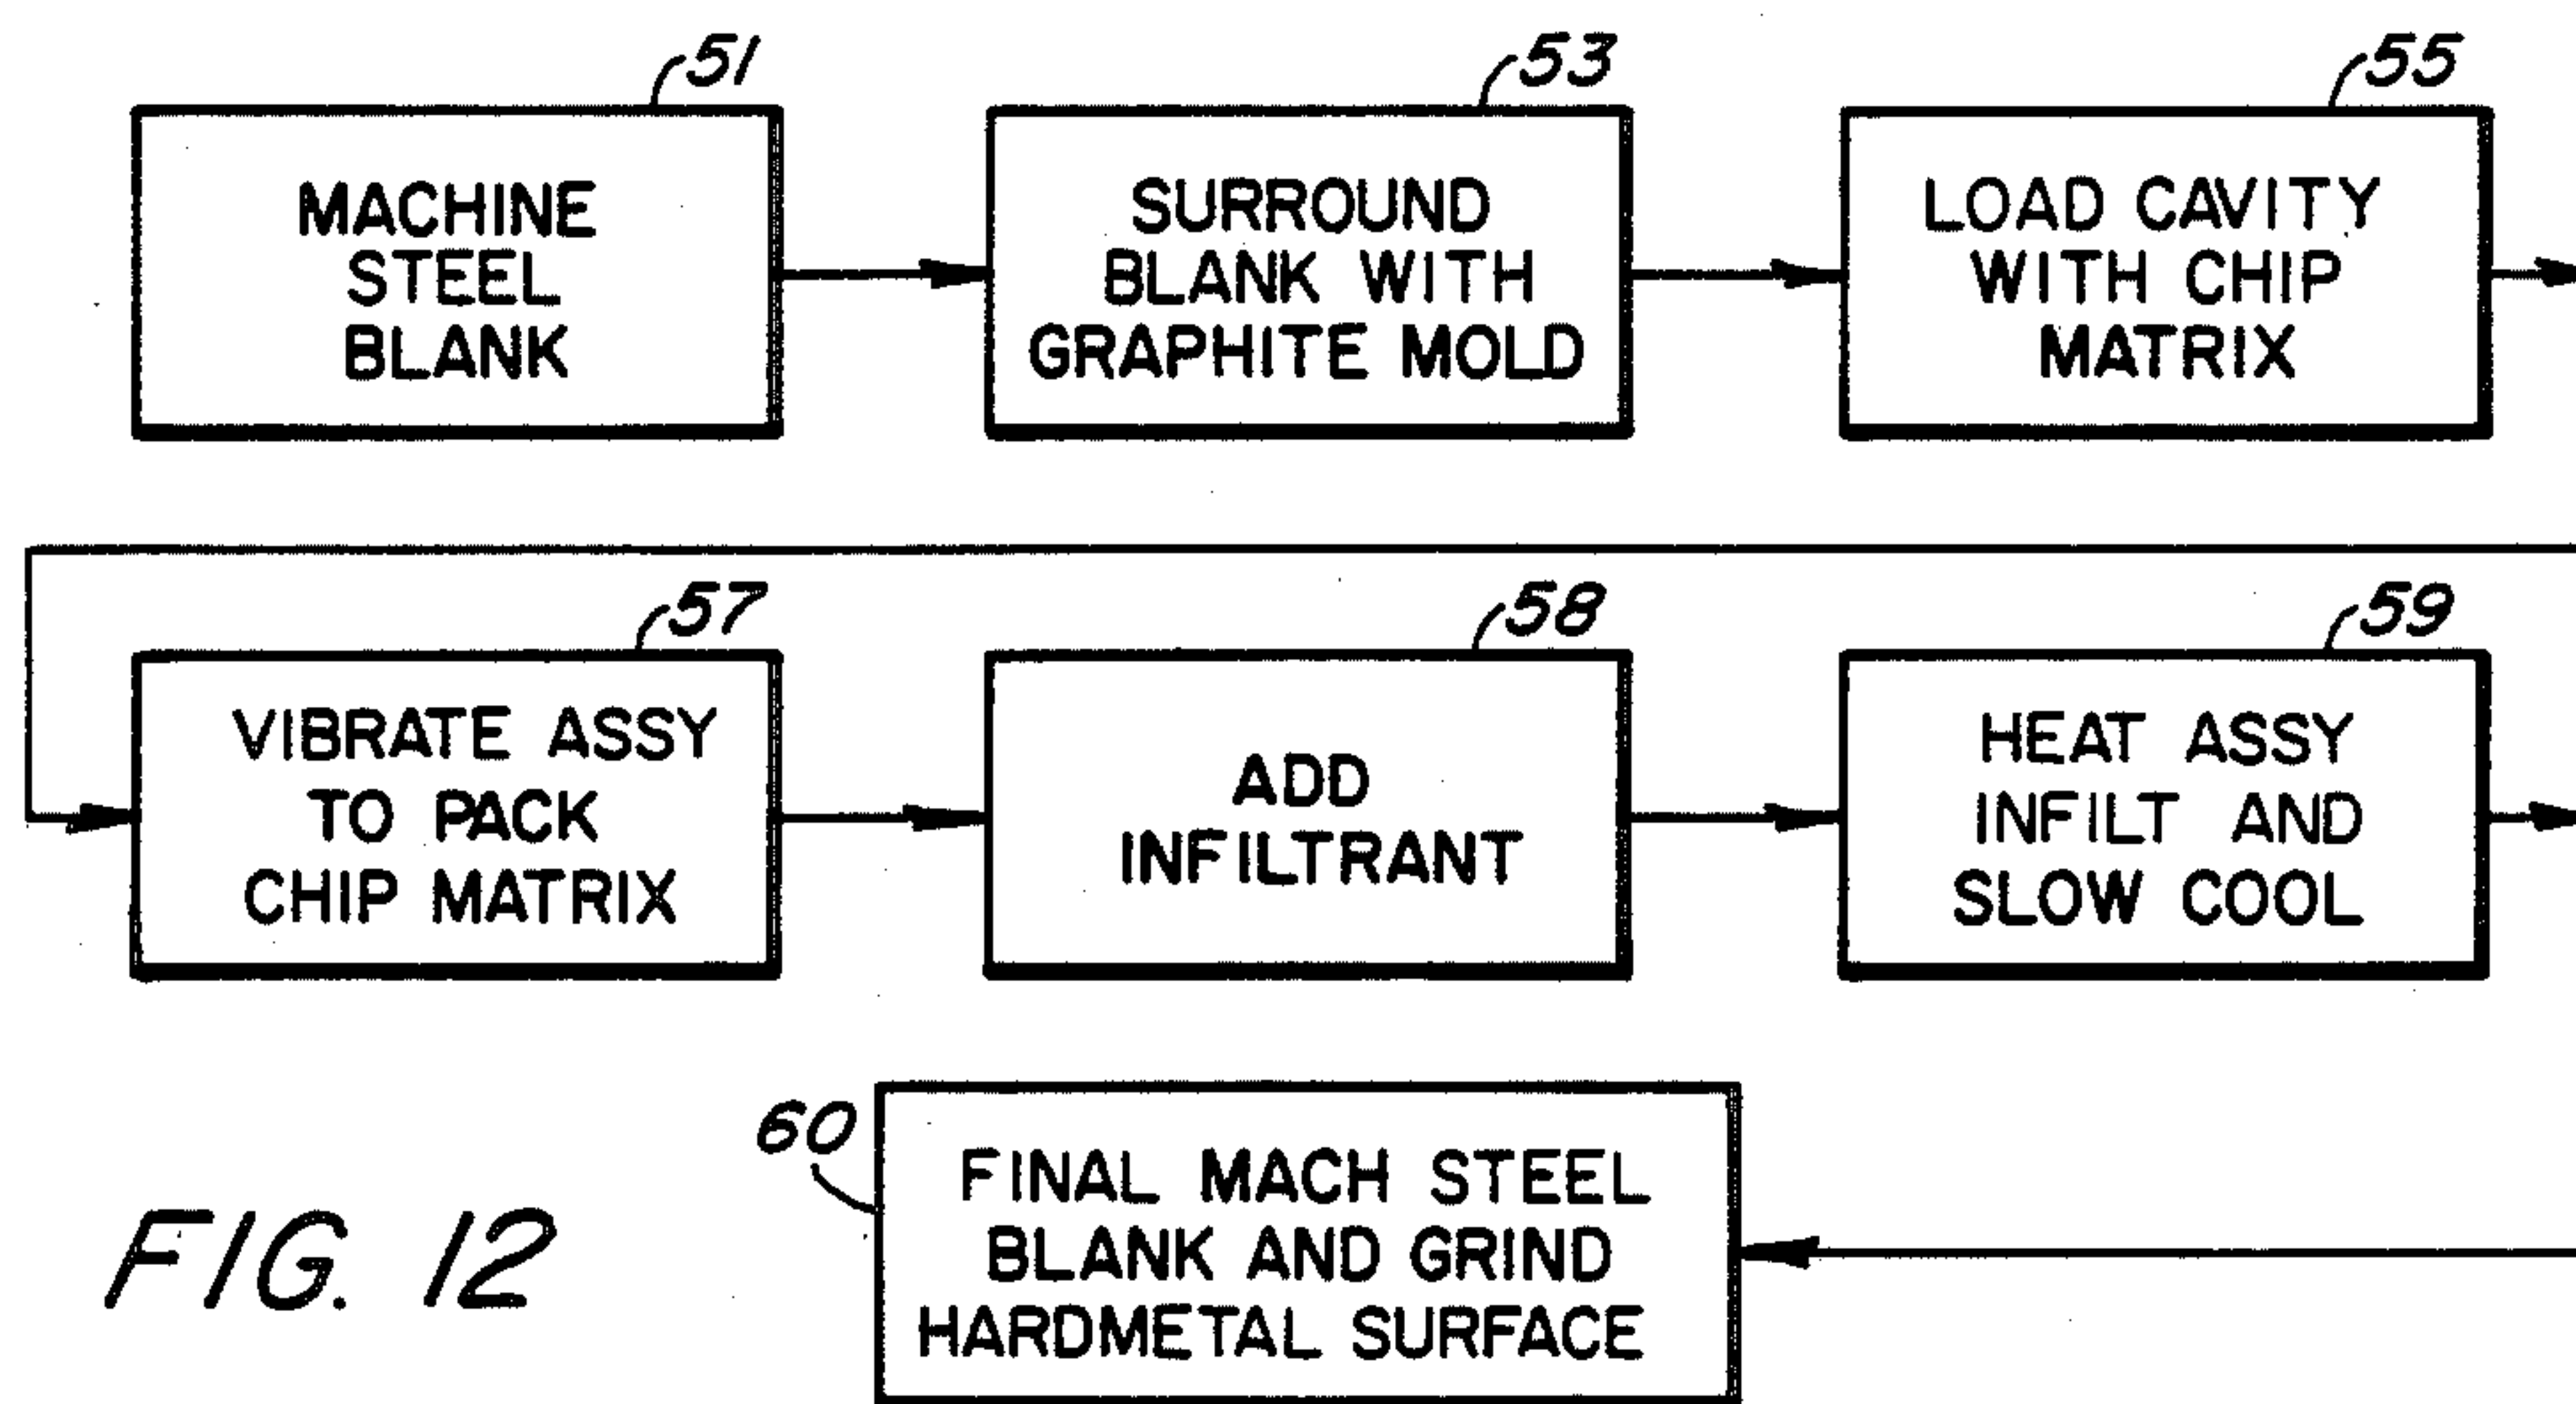 51
MACHINE
STEEL
BLANK
53
SURROUND
BLANK WITH
GRAPHITE MOLD
55
LOAD CAVITY
WITH CHIP
MATRIX
57
VIBRATE ASSY
TO PACK
CHIP MATRIX
58
ADD
INFILTRANT
59
HEAT ASSY
INFILT AND
SLOW COOL
60
FINAL MACH STEEL
BLANK AND GRIND
HARDMETAL SURFACE
FIG. 12